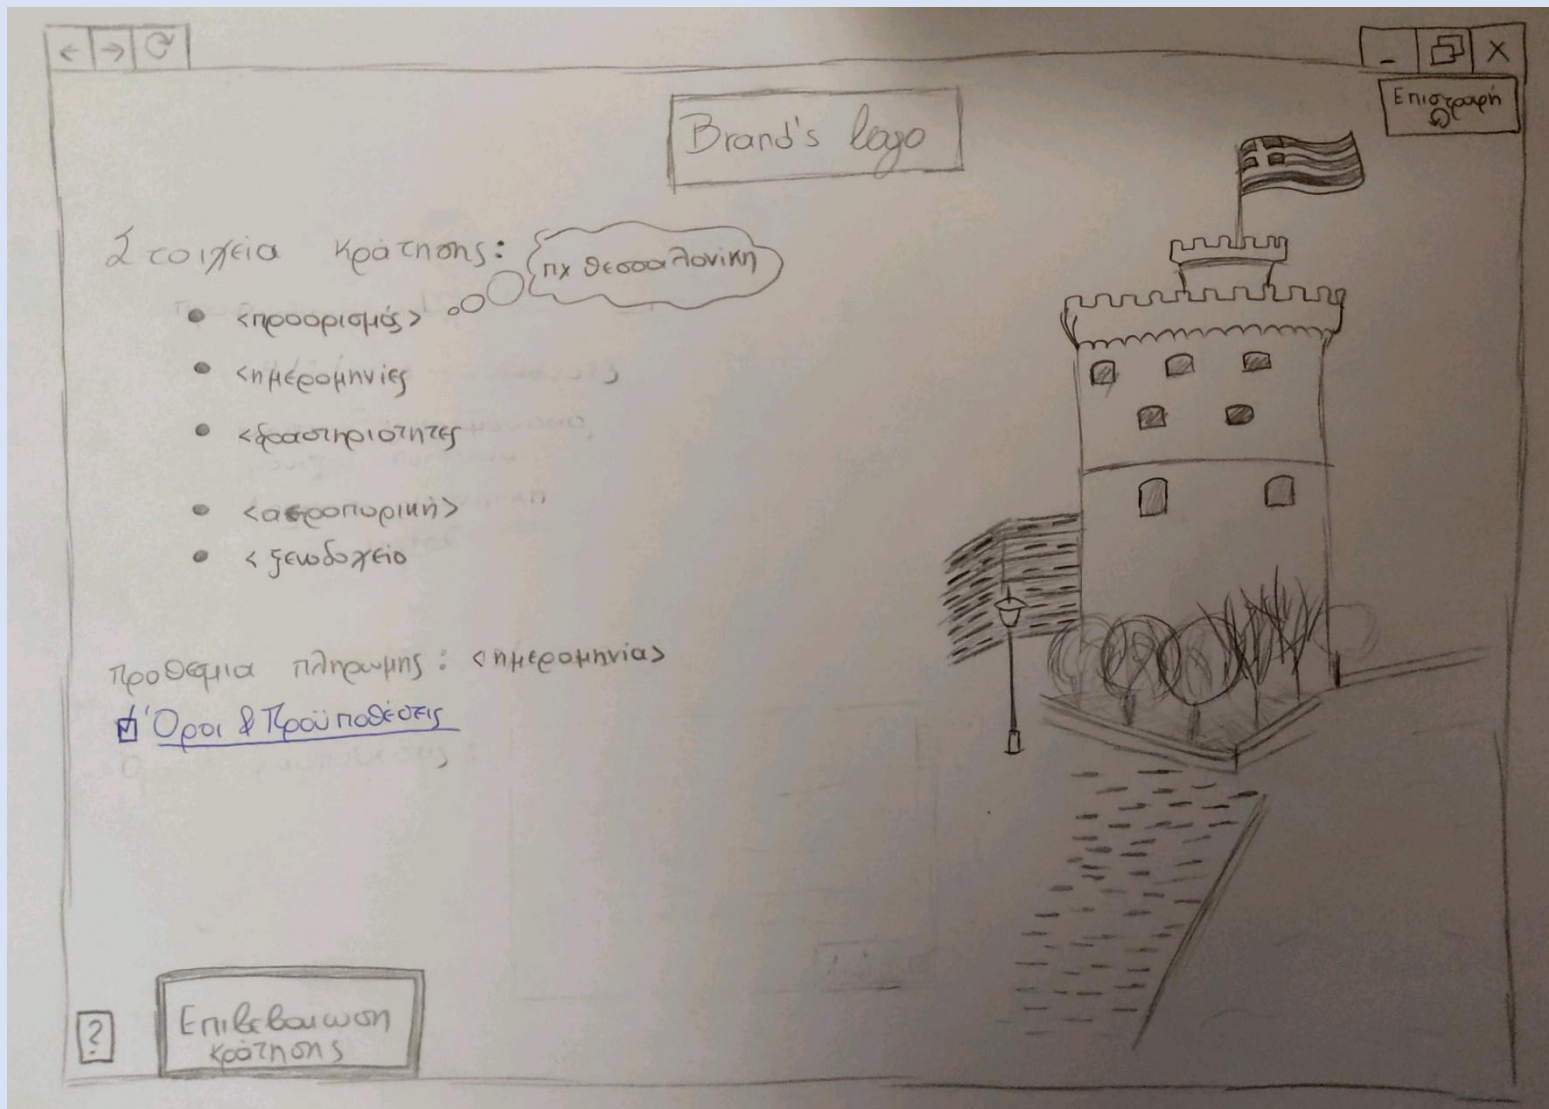 Επιστροφή
Brand's logo
Στοιχεία κράτησης:
πχ Θεσσαλονίκη
<προορισμός>
<ημερομηνίες
<δραστηριότητες
<αεροπορική>
< ξενοδοχείο
Προθεσμία πληρωμής: <ημερομηνία>
Όροι & Προϋποθέσεις
?
Επιβεβαίωση
κράτησης